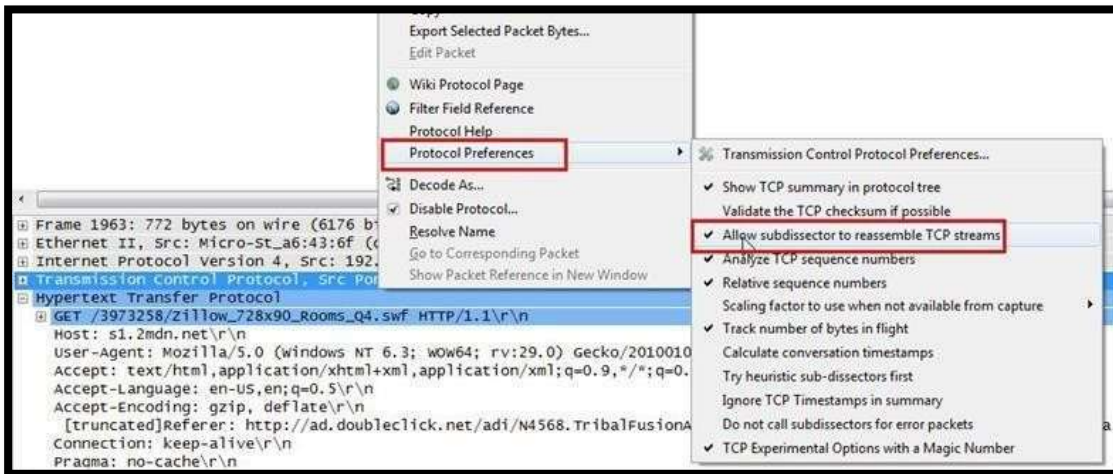 Export Selected Packet Bytes...
Edit Packet
Wiki Protocol Page
Filter Field Reference
Protocol Help
Protocol Preferences
Decode As...
Disable Protocol...
Resolve Name
Go to Corresponding Packet
Show Packet Reference in New Window
Transmission Control Protocol Preferences...
Show TCP summary in protocol tree
Validate the TCP checksum if possible
Allow subdissector to reassemble TCP streams
Analyze TCP sequence numbers
Relative sequence numbers
Scaling factor to use when not available from capture
Track number of bytes in flight
Calculate conversation timestamps
Try heuristic sub-dissectors first
Ignore TCP Timestamps in summary
Do not call subdissectors for error packets
TCP Experimental Options with a Magic Number
Frame 1963: 772 bytes on wire (6176 b
Ethernet II, Src: Micro-St_a6:43:6f (
Internet Protocol Version 4, Src: 192.
Transmission Control Protocol, Src Por
Hypertext Transfer Protocol
GET /3973258/Zillow_728x90_Rooms_Q4.swf HTTP/1.1\r\n
Host: s1.2mdn.net\r\n
User-Agent: Mozilla/5.0 (Windows NT 6.3; WOW64; rv:29.0) Gecko/2010010
Accept: text/html,application/xhtml+xml,application/xml;q=0.9,*/*;q=0.
Accept-Language: en-US,en;q=0.5\r\n
Accept-Encoding: gzip, deflate\r\n
[truncated]Referer: http://ad.doubleclick.net/adi/N4568.TribalFusionA
Connection: keep-alive\r\n
Pragma: no-cache\r\n